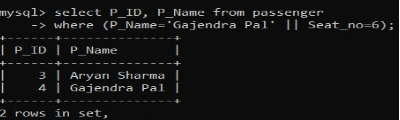 mysql> select P_ID, P_Name from passenger
    -> where (P_Name='Gajendra Pal' || Seat_no=6);
+------+--------------+
| P_ID | P_Name       |
+------+--------------+
|    3 | Aryan Sharma |
|    4 | Gajendra Pal |
+------+--------------+
2 rows in set,